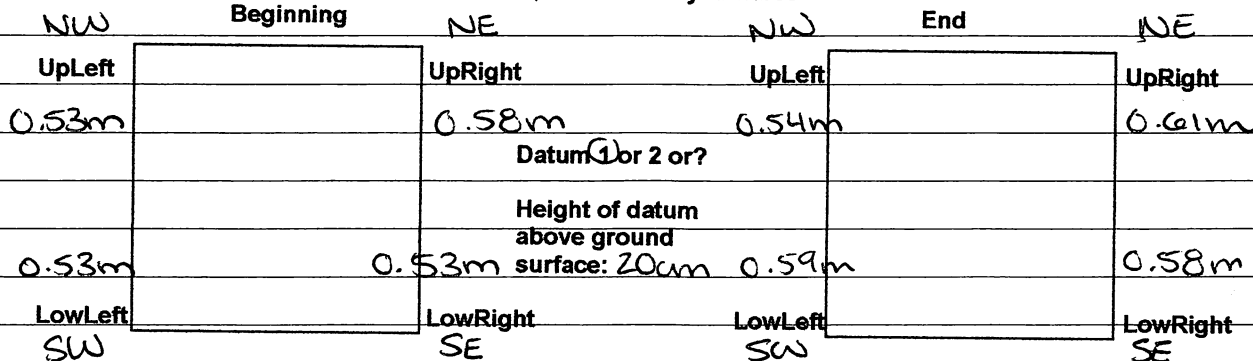 NW Beginning NE NW End NE
UpLeft UpRight UpLeft UpRight
0.53m 0.58m 0.54m 0.61m
Datum 1 or 2 or?
Height of datum
above ground
0.53m 0.53m surface: 20cm 0.59m 0.58m
LowLeft LowRight LowLeft LowRight
SW SE SW SE